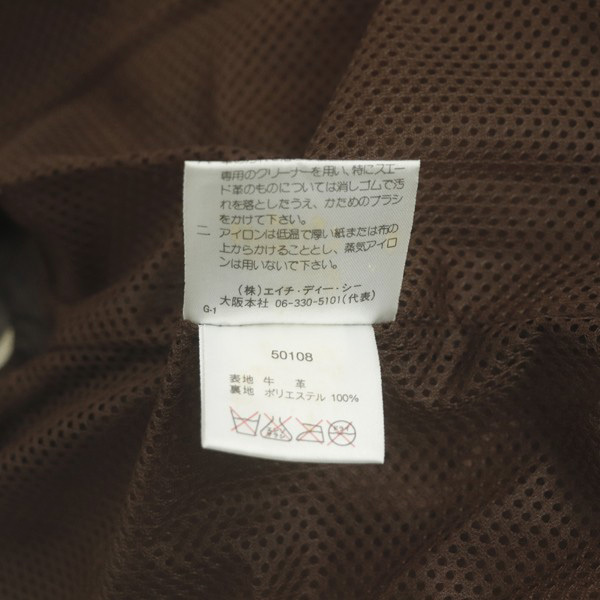 専用のクリーナーを用い、特にスエー
ド革のものについては消しゴムで汚
れを落としたうえ、かためのブラシ
をかけて下さい。
二 アイロンは低温で厚い紙または布の
上からかけることとし、蒸気アイロ
ンは用いないで下さい。
(株)エイチ・ディー・シー
大阪本社 06-330-5101(代表)
G-1
50108
表地 牛 革
裏地 ポリエステル 100%